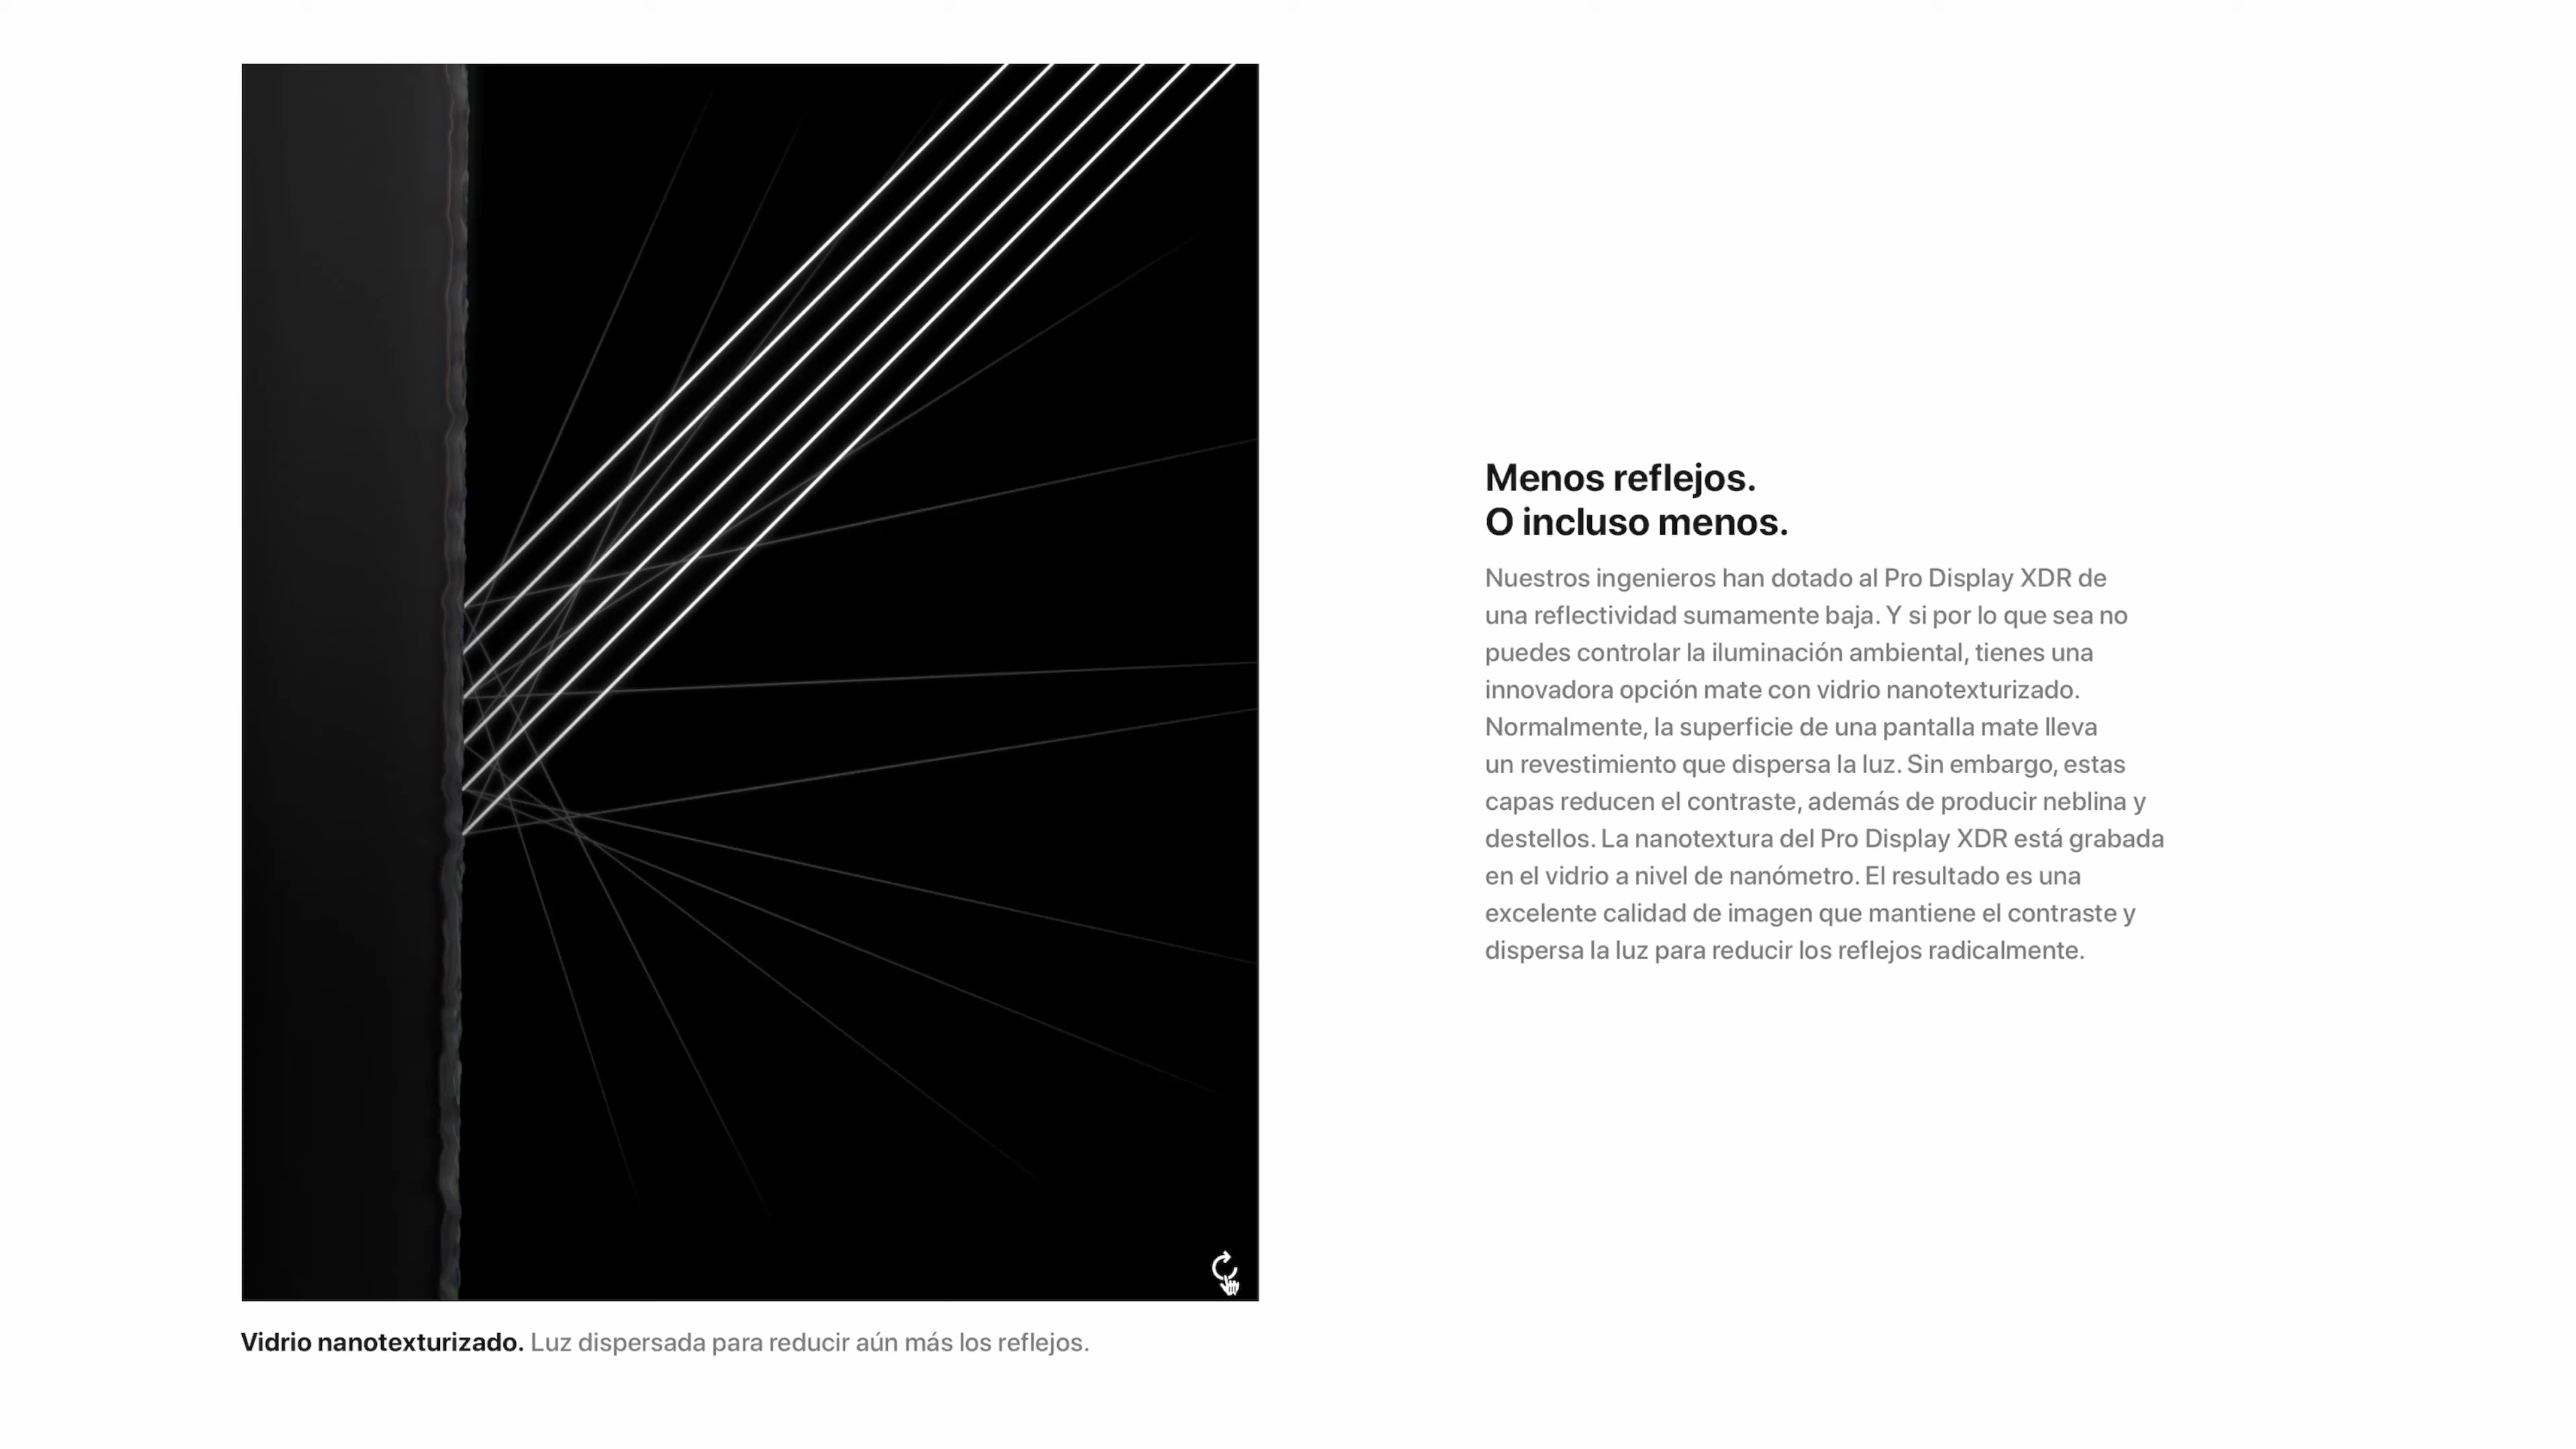 Menos reflejos.
O incluso menos.
Nuestros ingenieros han dotado al Pro Display XDR de
una reflectividad sumamente baja. Y si por lo que sea no
puedes controlar la iluminación ambiental, tienes una
innovadora opción mate con vidrio nanotexturizado.
Normalmente, la superficie de una pantalla mate lleva
un revestimiento que dispersa la luz. Sin embargo, estas
capas reducen el contraste, además de producir neblina y
destellos. La nanotextura del Pro Display XDR está grabada
en el vidrio a nivel de nanómetro. El resultado es una
excelente calidad de imagen que mantiene el contraste y
dispersa la luz para reducir los reflejos radicalmente.
Vidrio nanotexturizado. Luz dispersada para reducir aún más los reflejos.